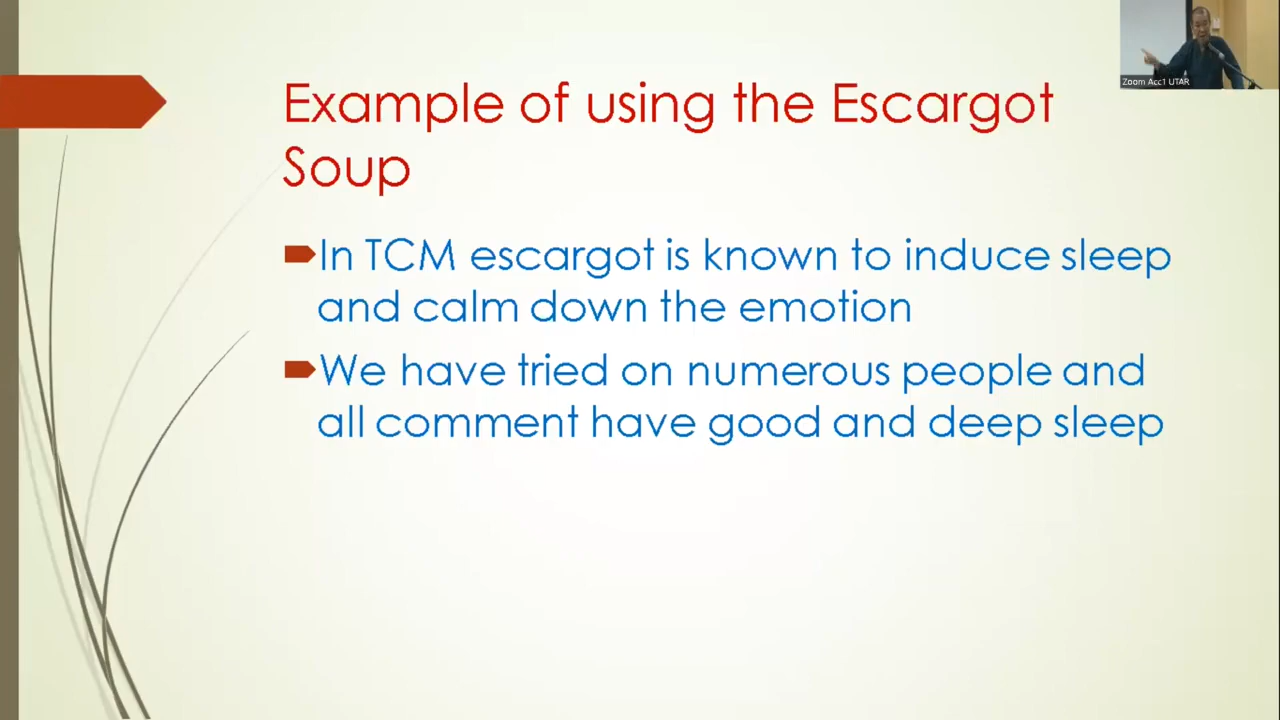 Zoom Acc1 UTAR
Example of using the Escargot
Soup
In TCM escargot is known to induce sleep
and calm down the emotion
We have tried on numerous people and
all comment have good and deep sleep